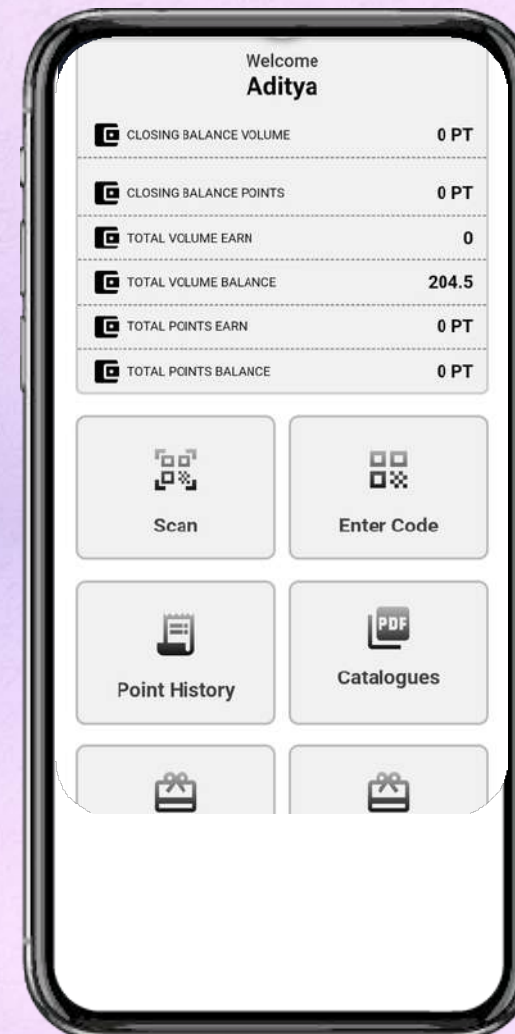 Welcome
Aditya
CLOSING BALANCE VOLUME 0 PT
CLOSING BALANCE POINTS 0 PT
TOTAL VOLUME EARN 0
TOTAL VOLUME BALANCE 204.5
TOTAL POINTS EARN 0 PT
TOTAL POINTS BALANCE 0 PT
Scan Enter Code
PDF
Point History Catalogues